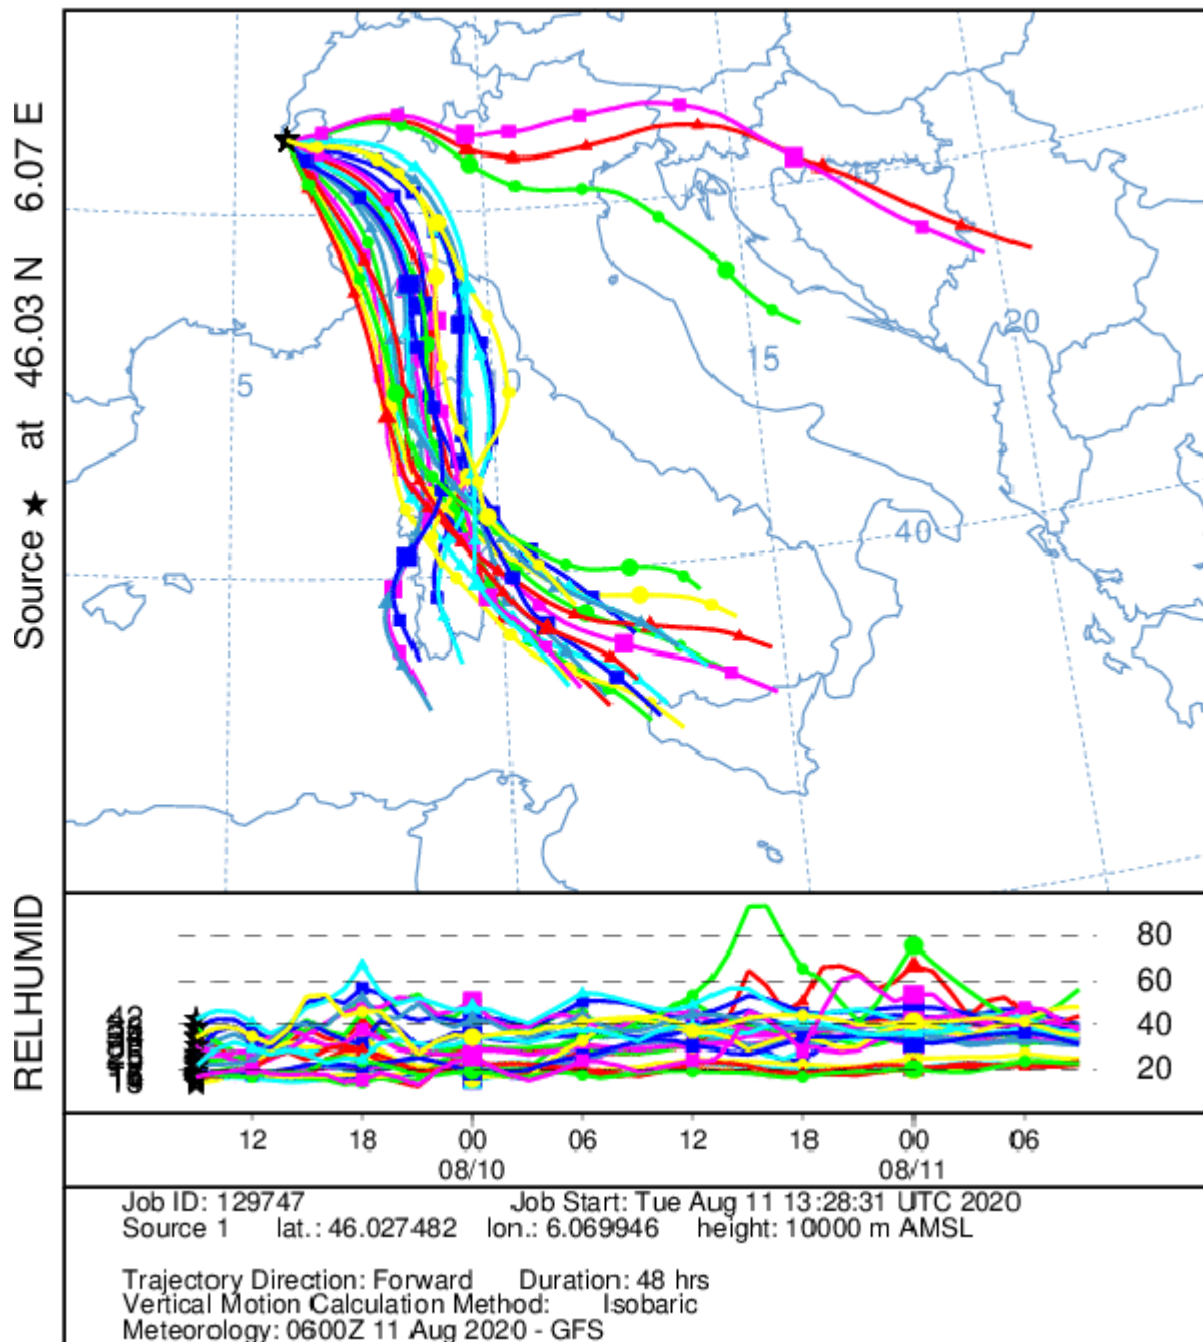 Source ★ at 46.03 N 6.07 E
45
5
20
15
40
RELHUMID
80
60
40
20
12 18 00 06 12 18 00 06
08/10 08/11
Job ID: 129747 Job Start: Tue Aug 11 13:28:31 UTC 2020
Source 1 lat.: 46.027482 lon.: 6.069946 height: 10000 m AMSL
Trajectory Direction: Forward Duration: 48 hrs
Vertical Motion Calculation Method: Isobaric
Meteorology: 0600Z 11 Aug 2020 - GFS